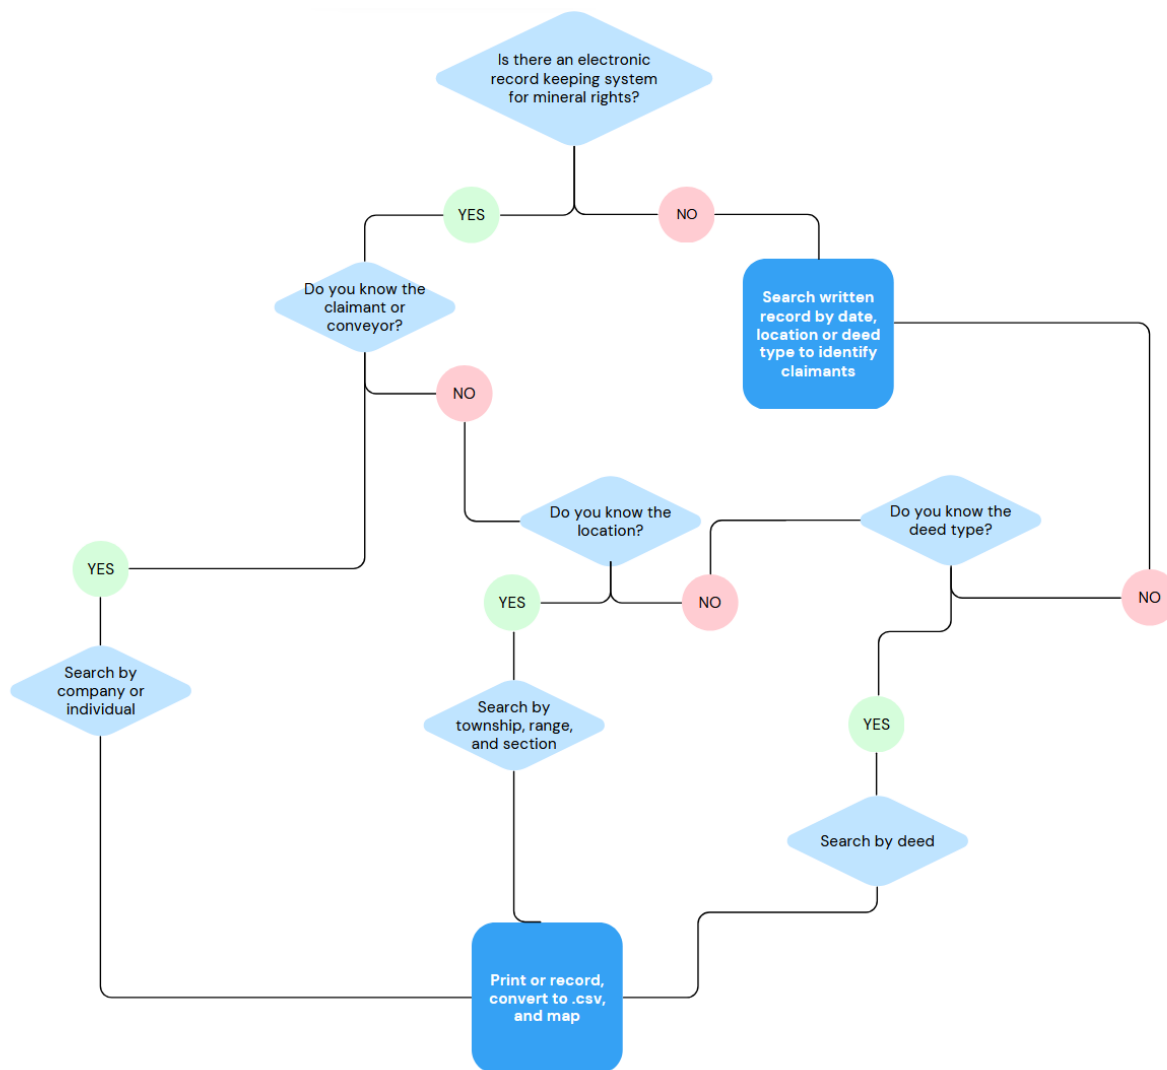 Is there an electronic
record keeping system
for mineral rights?
YES
NO
Do you know the
claimant or
conveyor?
Search written
record by date,
location or deed
type to identify
claimants
NO
Do you know the
location?
Do you know the
deed type?
YES
YES
NO
NO
Search by
company or
individual
Search by
township, range,
and section
YES
Search by deed
Print or record,
convert to .csv,
and map